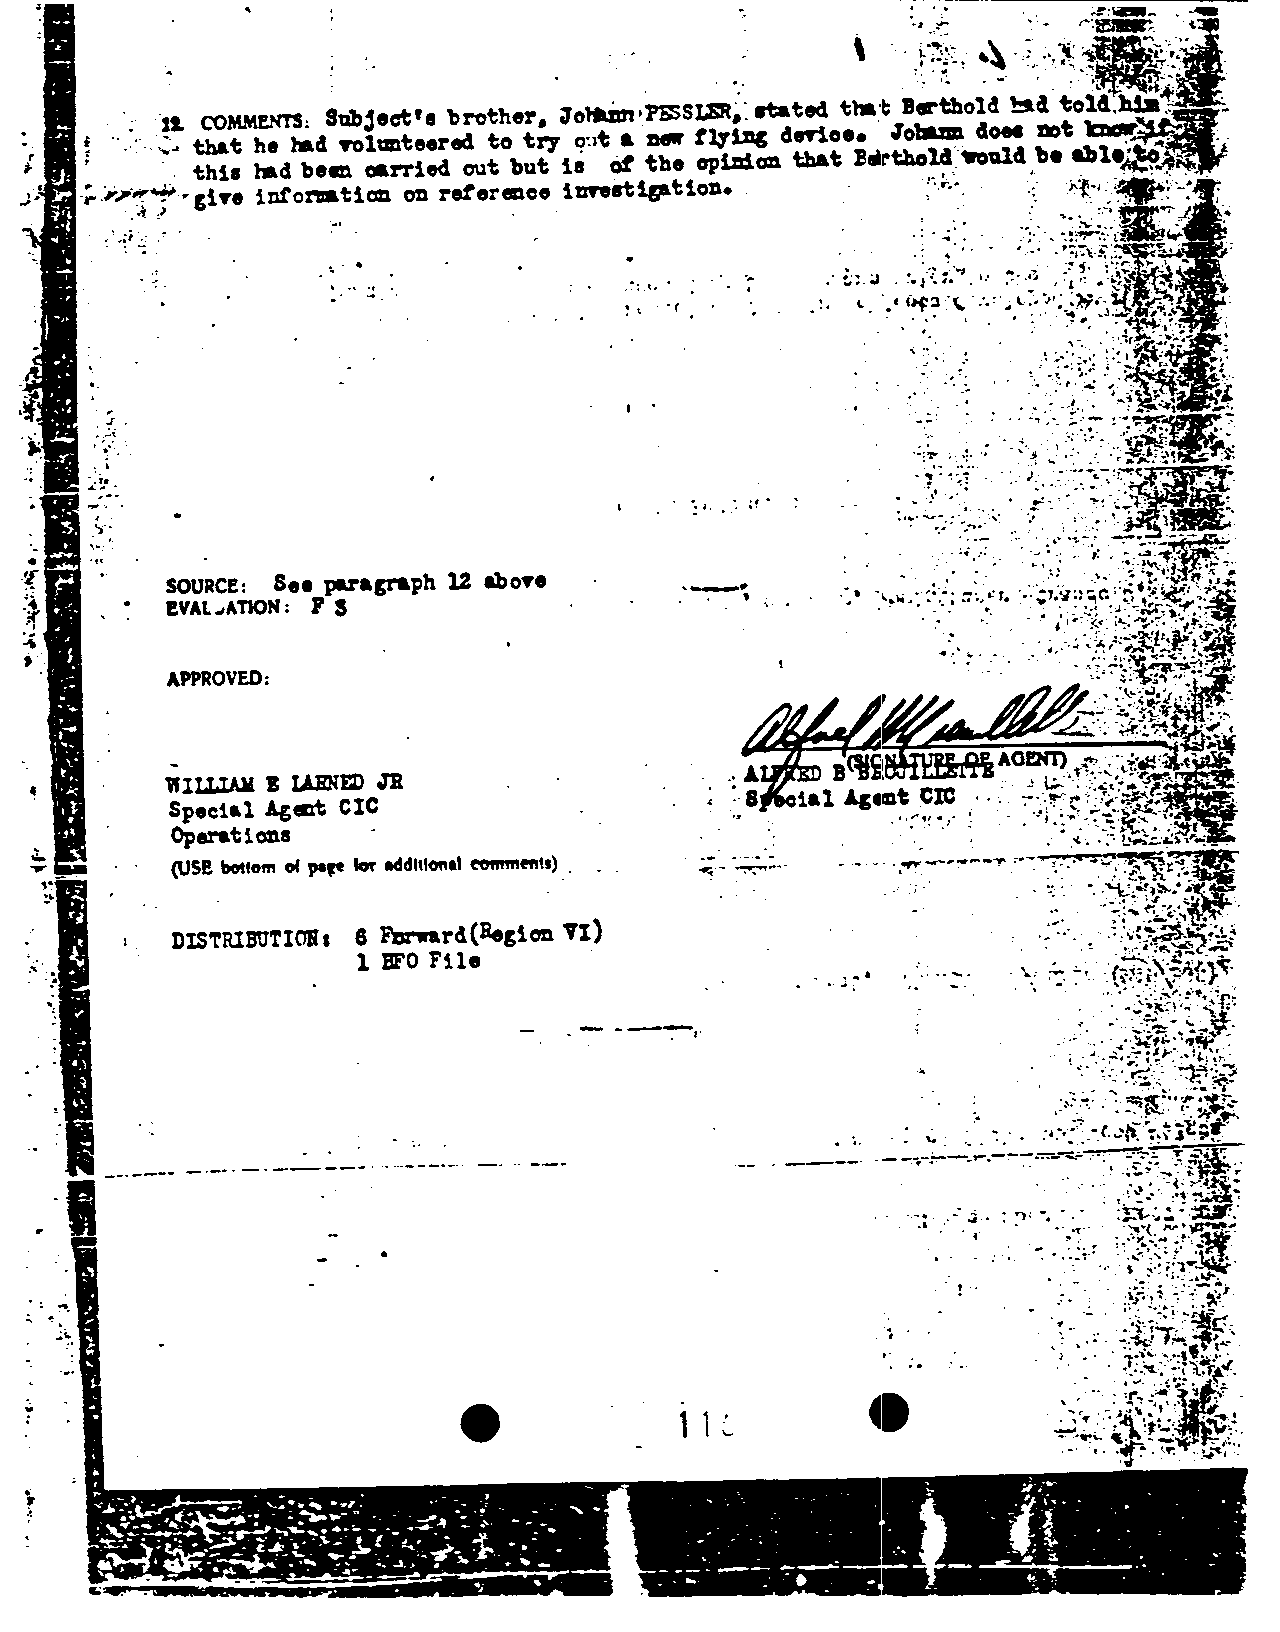 12 COMMENTS: Subject's brother, Johann PESSLER, stated that Berthold had told him
that he had volunteered to try out a new flying device. Johann does not know if
this had been carried out but is of the opinion that Berthold would be able to
give information on reference investigation.
SOURCE: See paragraph 12 above
EVALUATION: F 3
APPROVED:
(SIGNATURE OF AGENT)
WILLIAM E LARNED JR
Special Agent CIC
Operations
ALFRED B
Special Agent CIC
(USE bottom of page for additional comments)
DISTRIBUTION: 6 Forward (Region VI)
1 HFO File
11